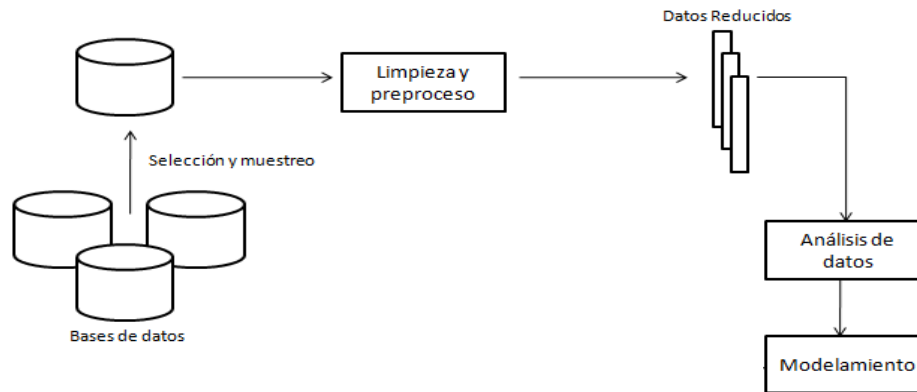 Datos Reducidos
Limpieza y
preproceso
Selección y muestreo
Análisis de
datos
Bases de datos
Modelamiento